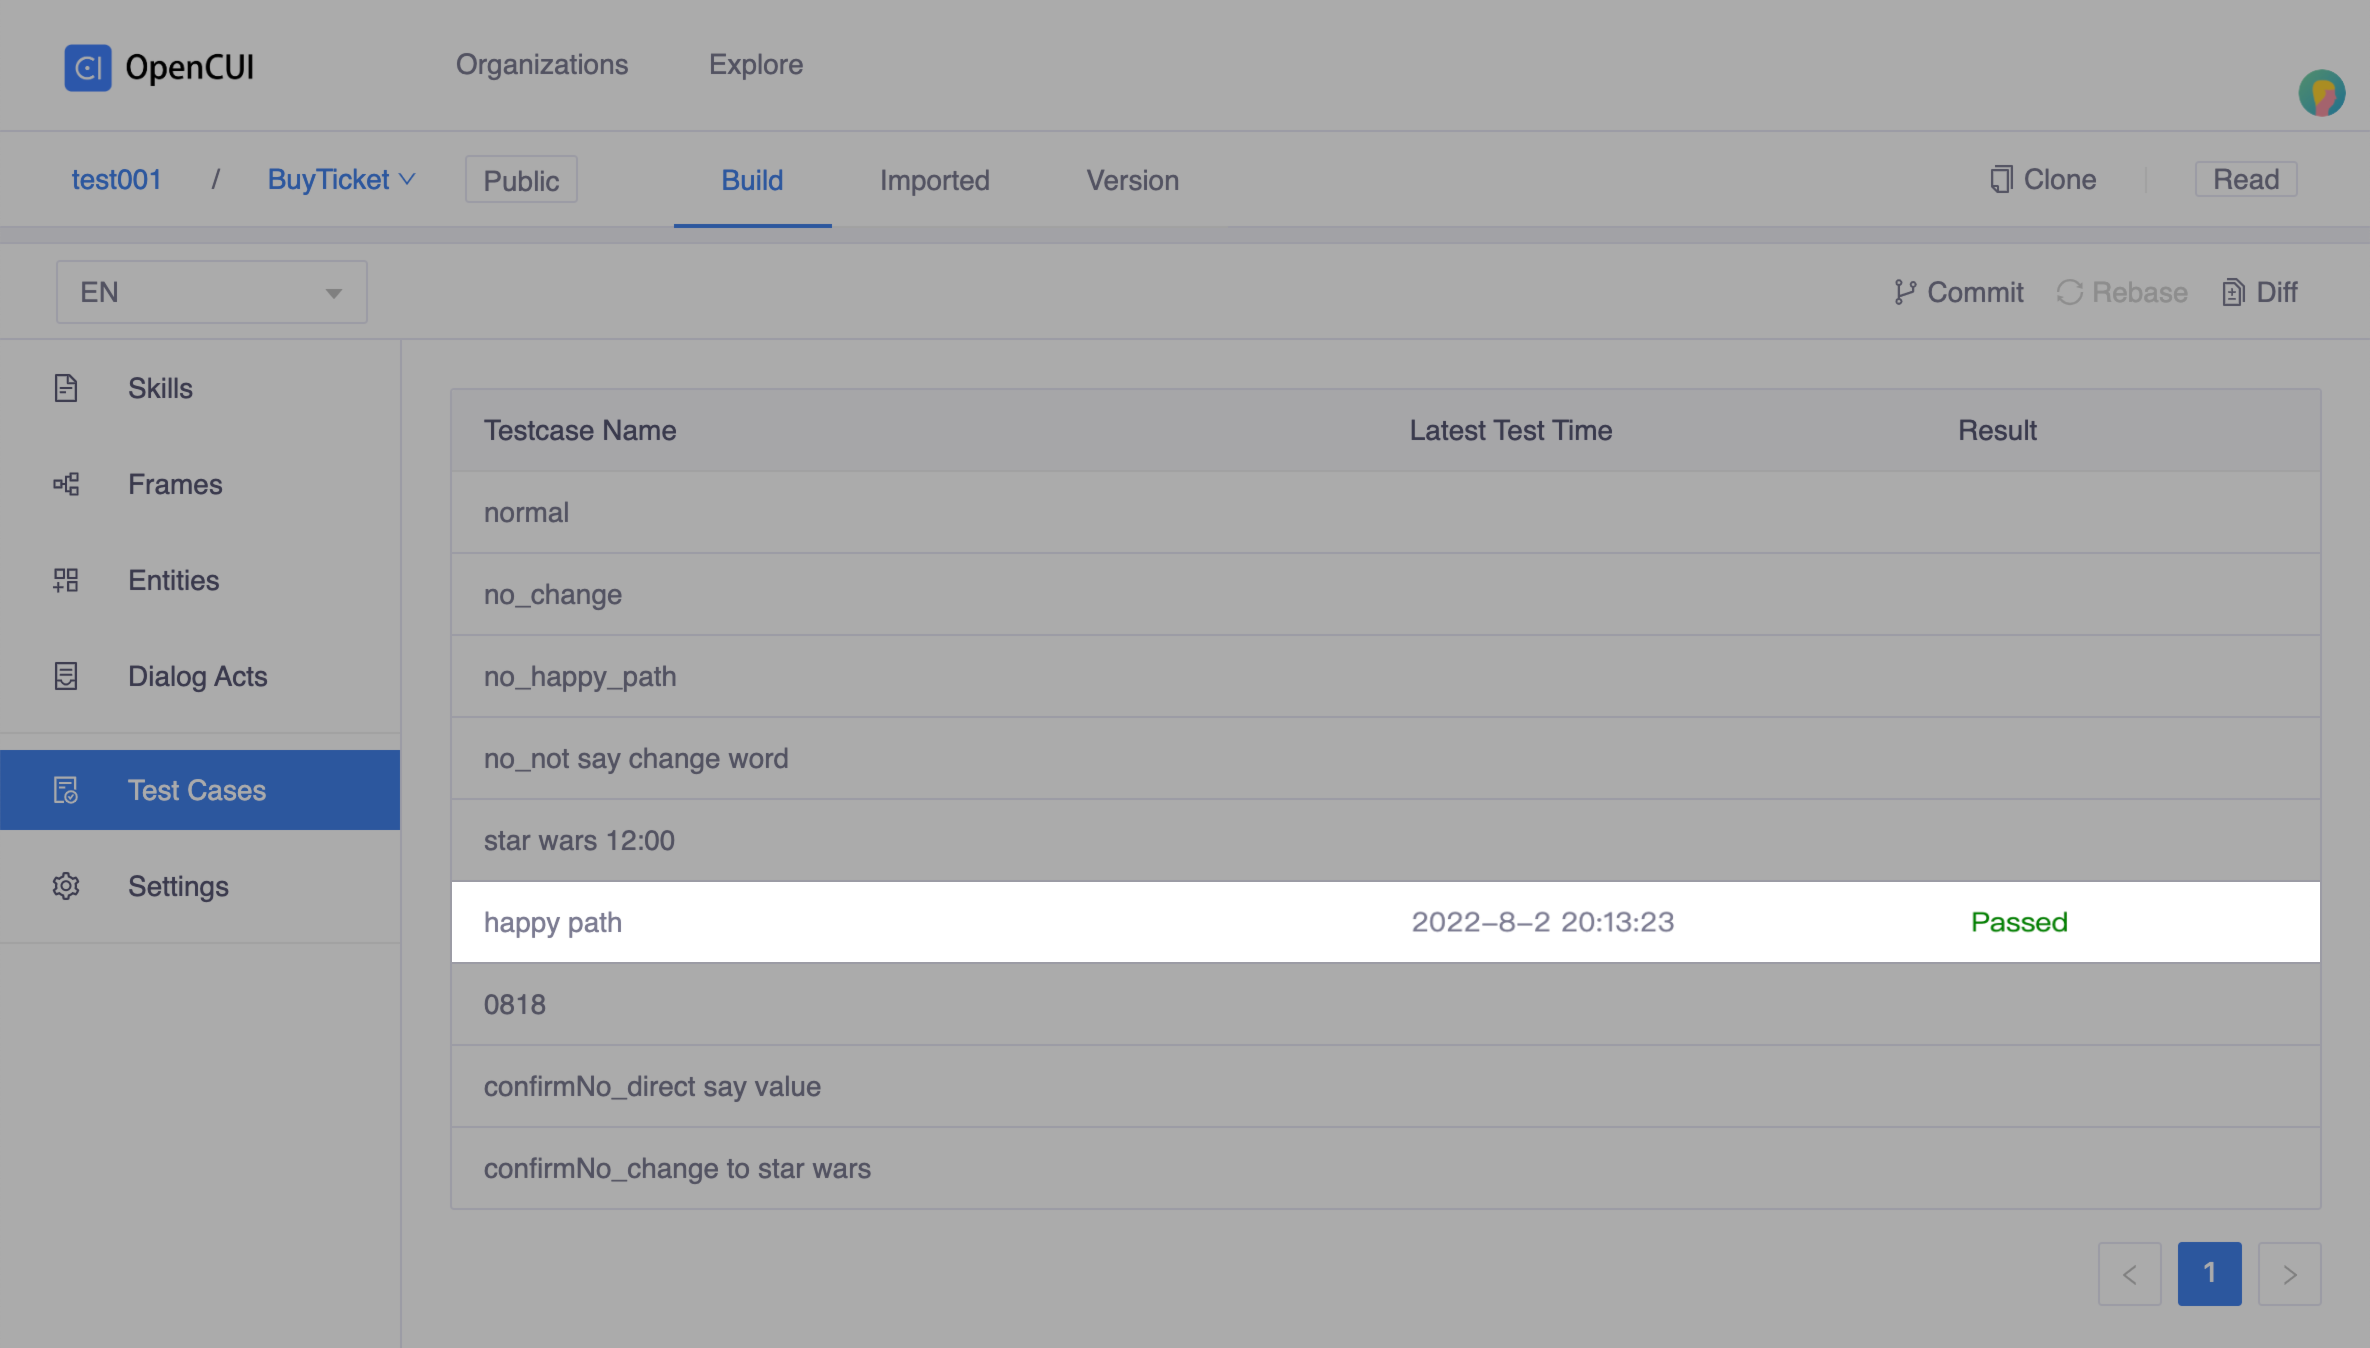 OpenCUI Organizations Explore
test001 / BuyTicket Public Build Imported Version Clone Read
EN Commit Rebase Diff
Skills
Frames
Entities
Dialog Acts
Test Cases
Settings
Testcase Name Latest Test Time Result
normal
no_change
no_happy_path
no_not say change word
star wars 12:00
happy path 2022-8-2 20:13:23 Passed
0818
confirmNo_direct say value
confirmNo_change to star wars
< 1 >